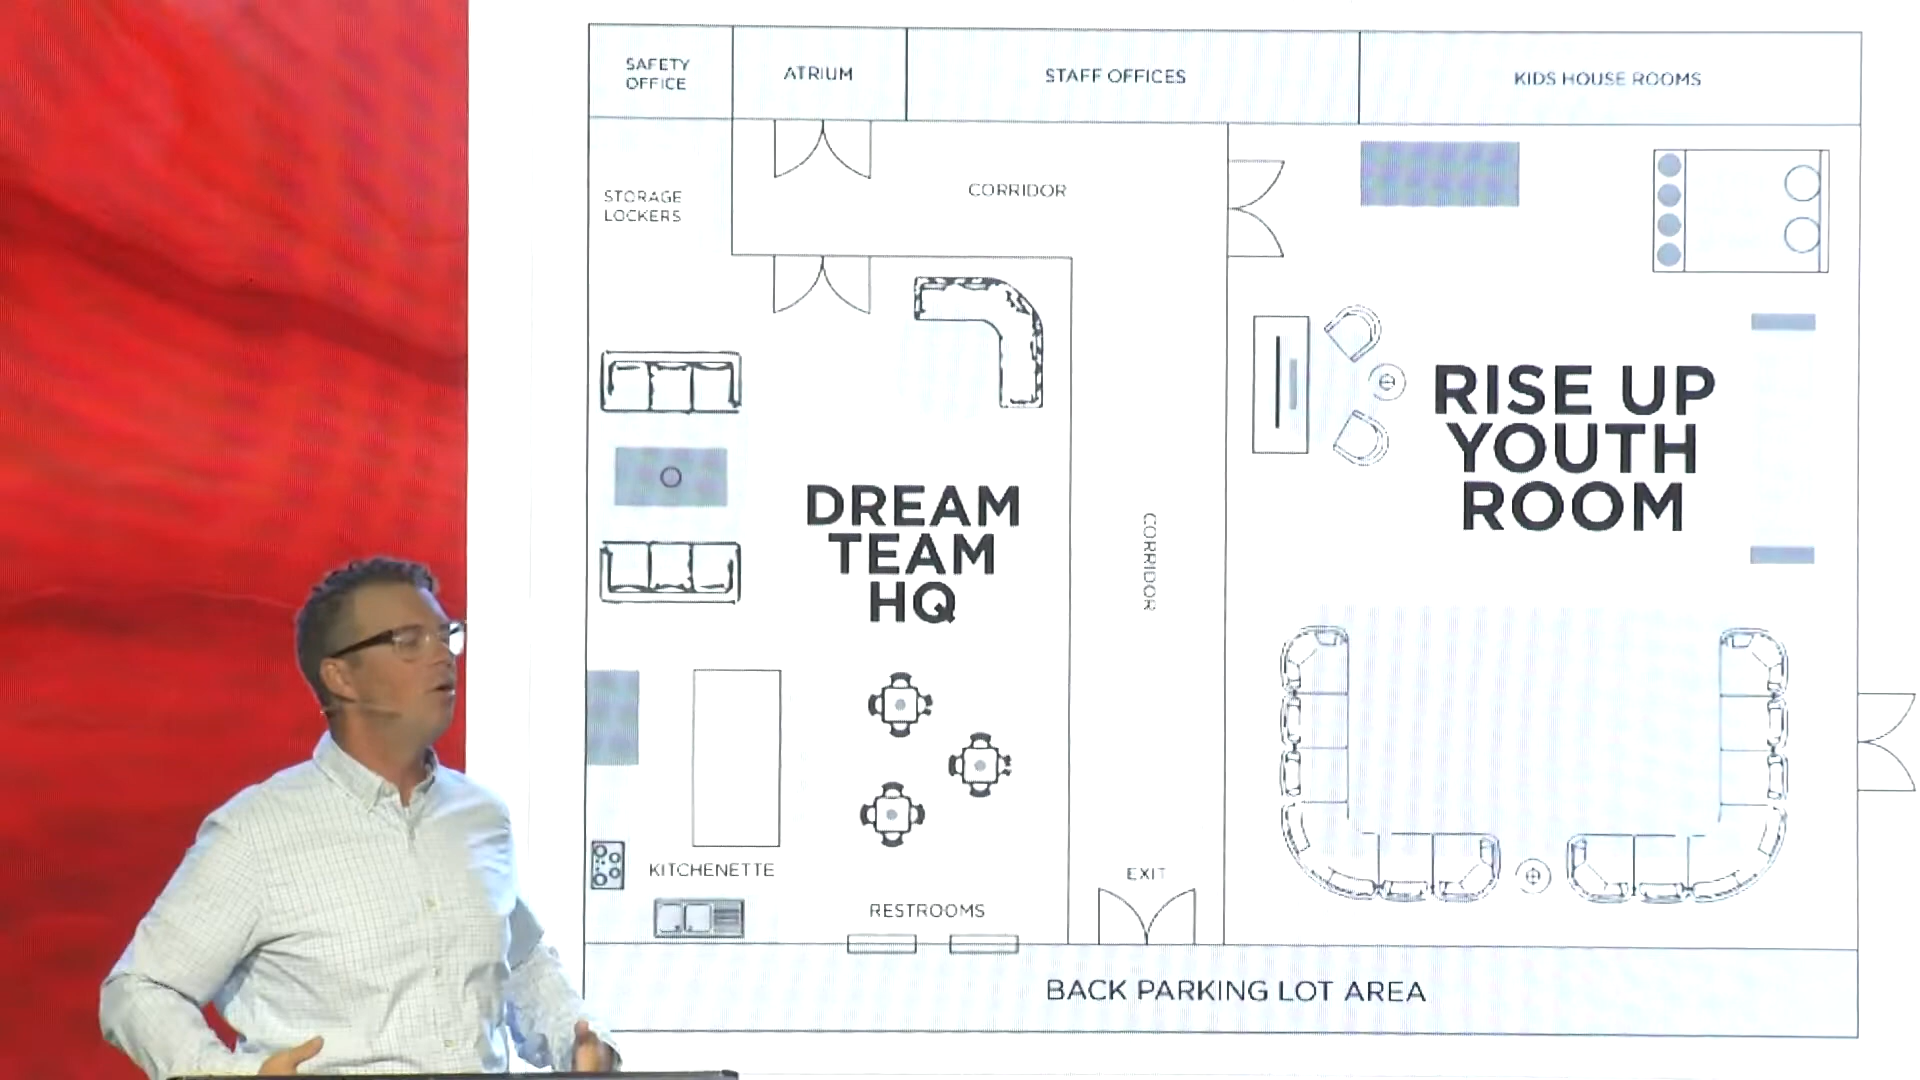 SAFETY
OFFICE
ATRIUM
STAFF OFFICES
KIDS HOUSE ROOMS
STORAGE
LOCKERS
CORRIDOR
RISE UP
YOUTH
ROOM
DREAM
TEAM
HQ
CORRIDOR
KITCHENETTE
EXIT
RESTROOMS
BACK PARKING LOT AREA